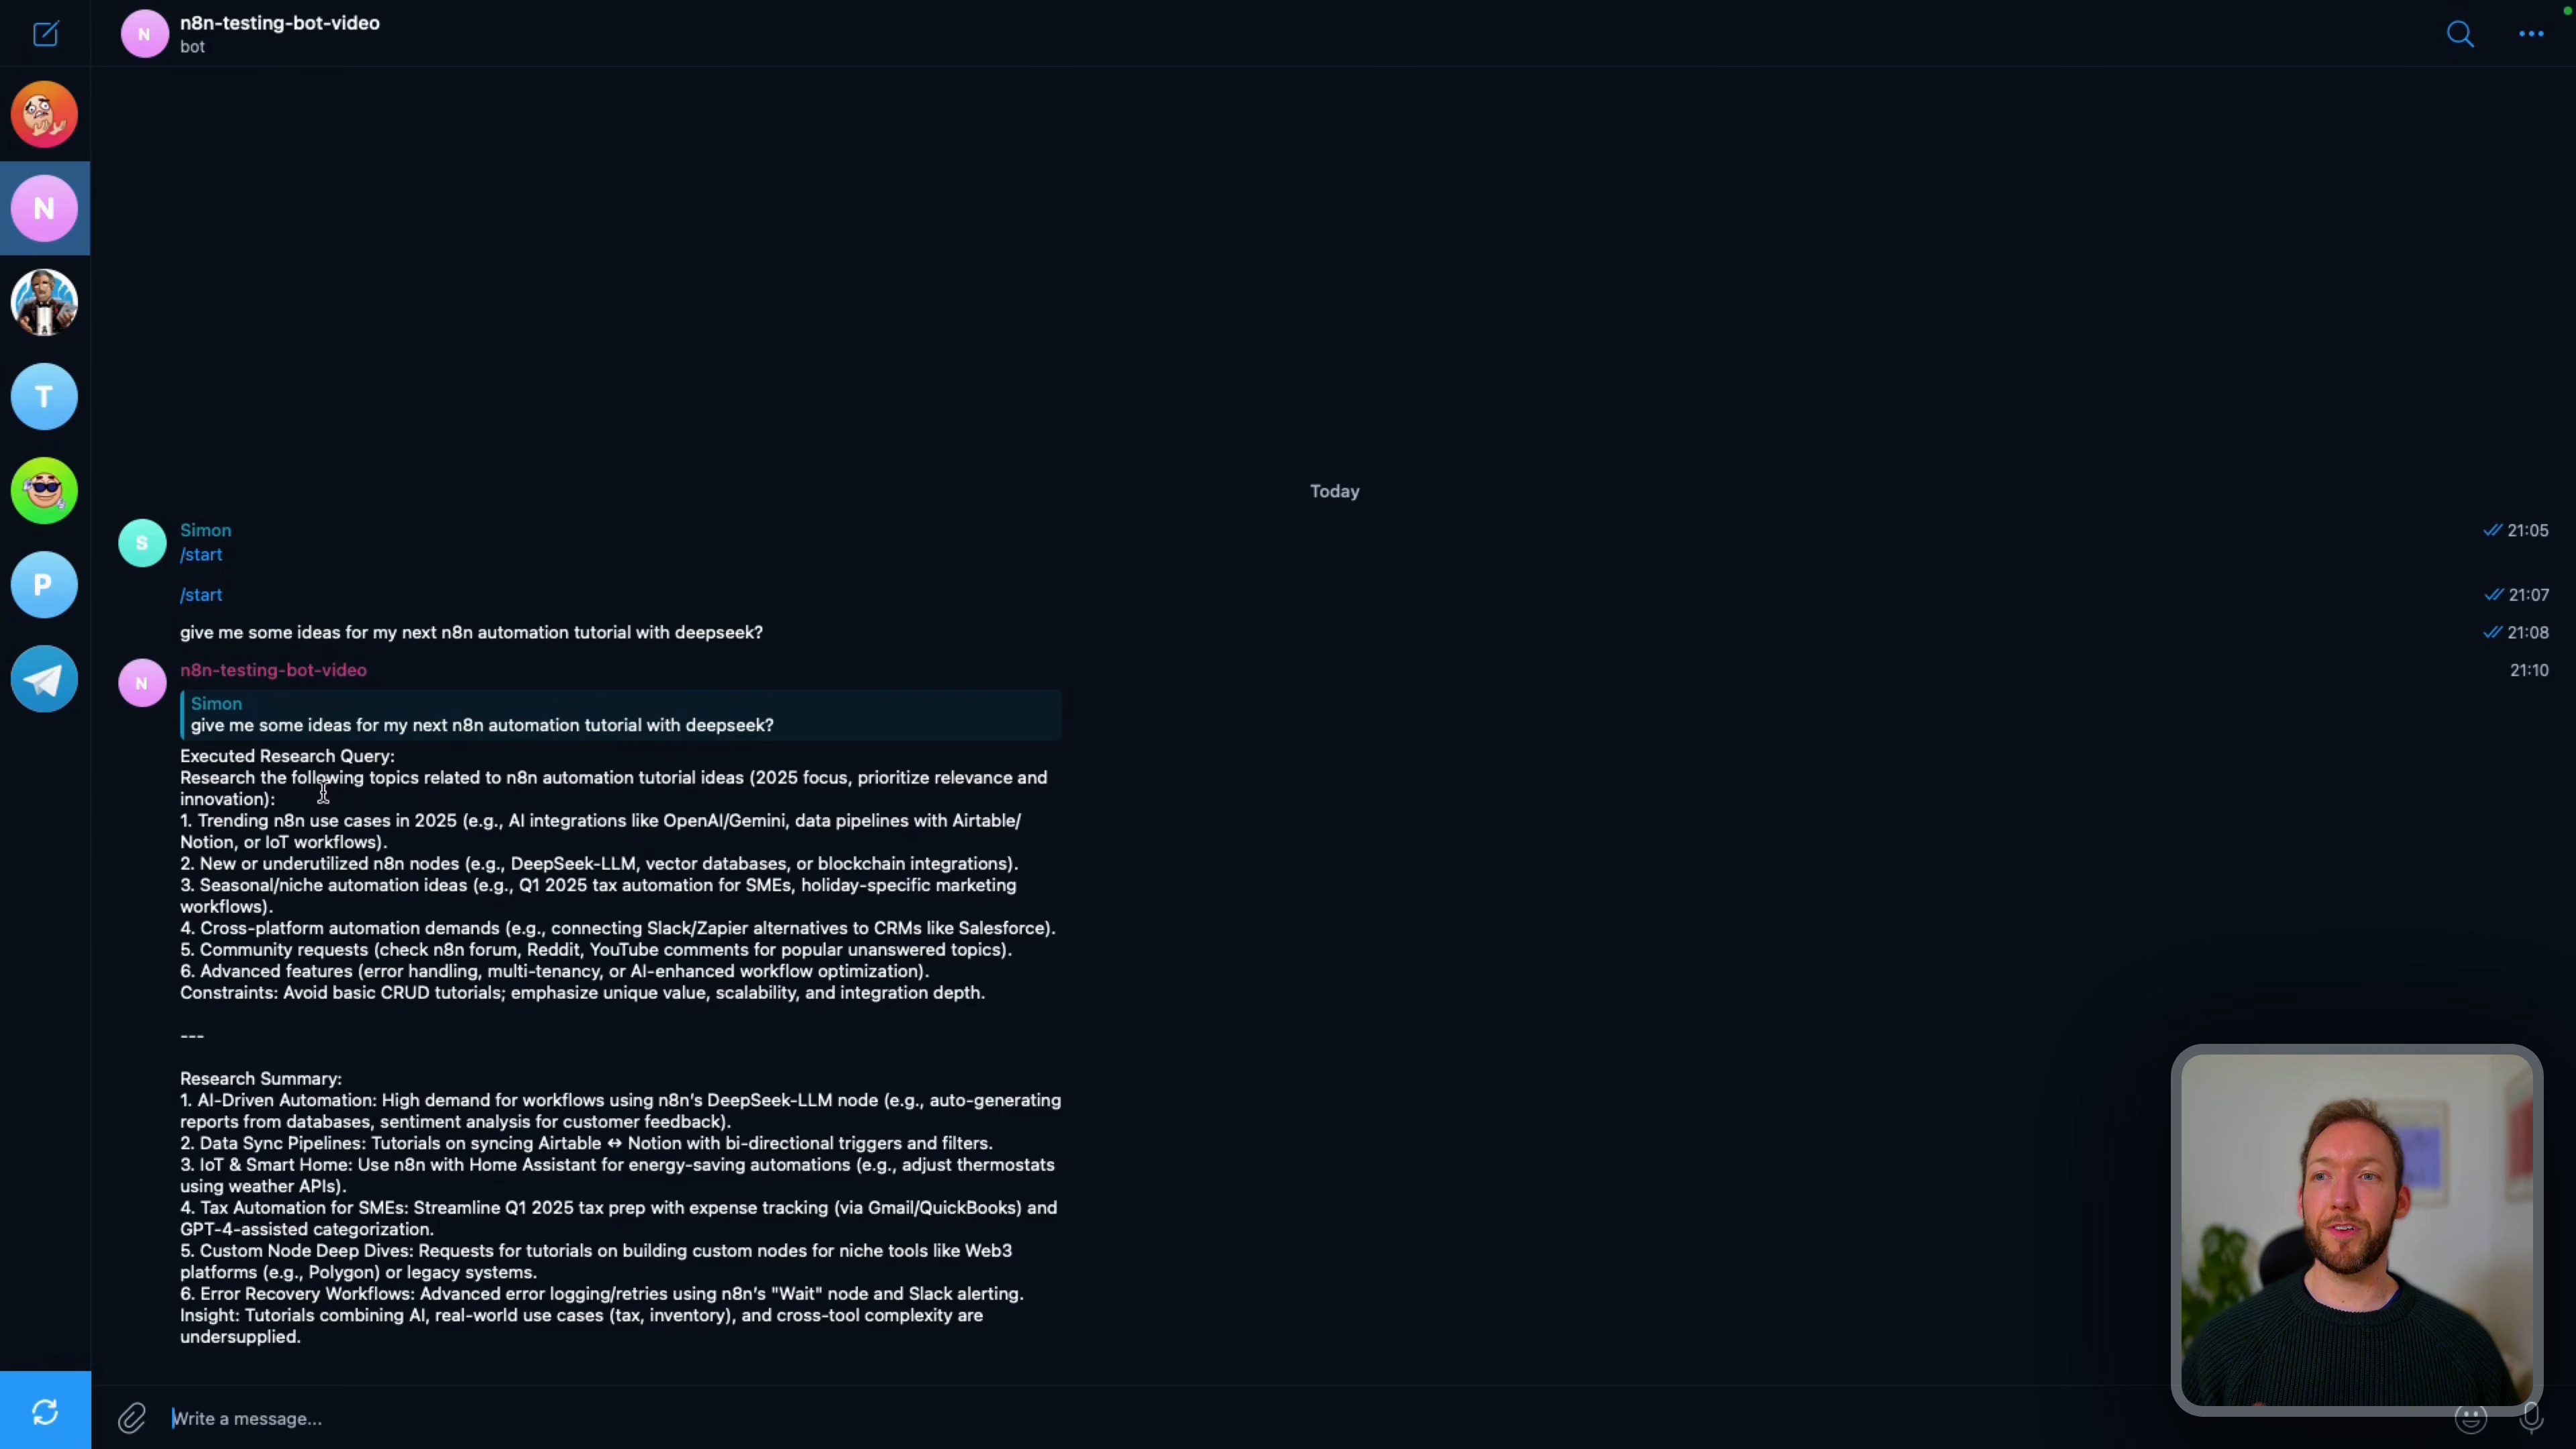 n8n-testing-bot-video
N
bot
N
T
P
Today
Simon
21:05
S
/start
/start
21:07
give me some ideas for my next n8n automation tutorial with deepseek?
21:08
n8n-testing-bot-video
21:10
N
Simon
give me some ideas for my next n8n automation tutorial with deepseek?
Executed Research Query:
Research the following topics related to n8n automation tutorial ideas (2025 focus, prioritize relevance and
innovation):
1. Trending n8n use cases in 2025 (e.g., AI integrations like OpenAI/Gemini, data pipelines with Airtable/
Notion, or IoT workflows).
2. New or underutilized n8n nodes (e.g., DeepSeek-LLM, vector databases, or blockchain integrations).
3. Seasonal/niche automation ideas (e.g., Q1 2025 tax automation for SMEs, holiday-specific marketing
workflows).
4. Cross-platform automation demands (e.g., connecting Slack/Zapier alternatives to CRMs like Salesforce).
5. Community requests (check n8n forum, Reddit, YouTube comments for popular unanswered topics).
6. Advanced features (error handling, multi-tenancy, or AI-enhanced workflow optimization).
Constraints: Avoid basic CRUD tutorials; emphasize unique value, scalability, and integration depth.
---
Research Summary:
1. AI-Driven Automation: High demand for workflows using n8n's DeepSeek-LLM node (e.g., auto-generating
reports from databases, sentiment analysis for customer feedback).
2. Data Sync Pipelines: Tutorials on syncing Airtable ↔ Notion with bi-directional triggers and filters.
3. IoT & Smart Home: Use n8n with Home Assistant for energy-saving automations (e.g., adjust thermostats
using weather APIs).
4. Tax Automation for SMEs: Streamline Q1 2025 tax prep with expense tracking (via Gmail/QuickBooks) and
GPT-4-assisted categorization.
5. Custom Node Deep Dives: Requests for tutorials on building custom nodes for niche tools like Web3
platforms (e.g., Polygon) or legacy systems.
6. Error Recovery Workflows: Advanced error logging/retries using n8n's "Wait" node and Slack alerting.
Insight: Tutorials combining AI, real-world use cases (tax, inventory), and cross-tool complexity are
undersupplied.
Write a message...